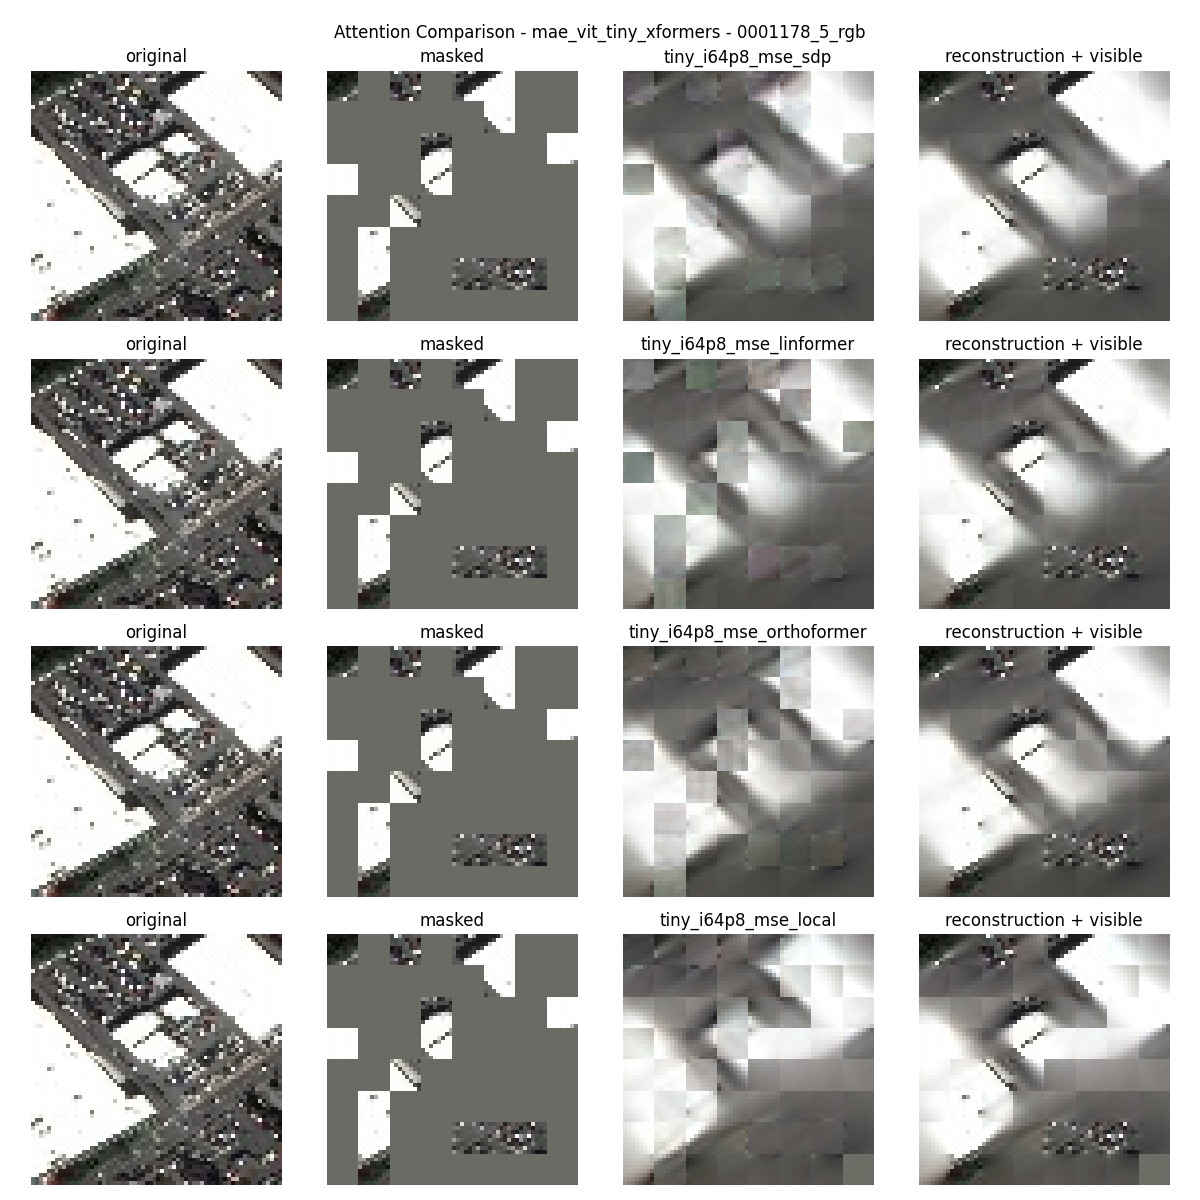 Attention Comparison - mae_vit_tiny_xformers - 0001178_5_rgb
original masked tiny_i64p8_mse_sdp reconstruction + visible
original masked tiny_i64p8_mse_linformer reconstruction + visible
original masked tiny_i64p8_mse_orthoformer reconstruction + visible
original masked tiny_i64p8_mse_local reconstruction + visible